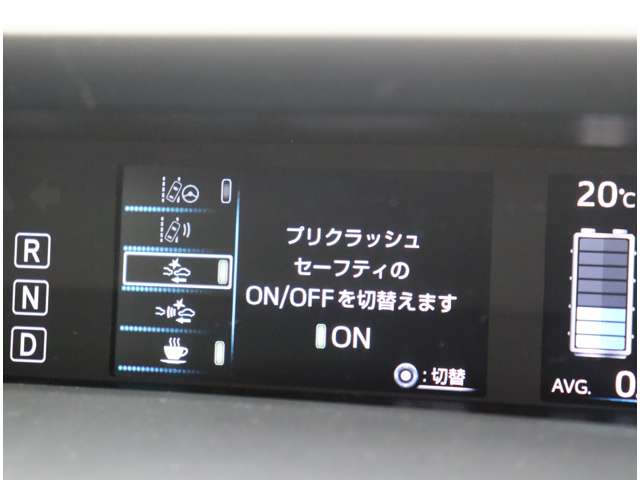 R
N
D
プリクラッシュ
セーフティの
ON/OFFを切替えます
ON
:切替
20℃
AVG. 0